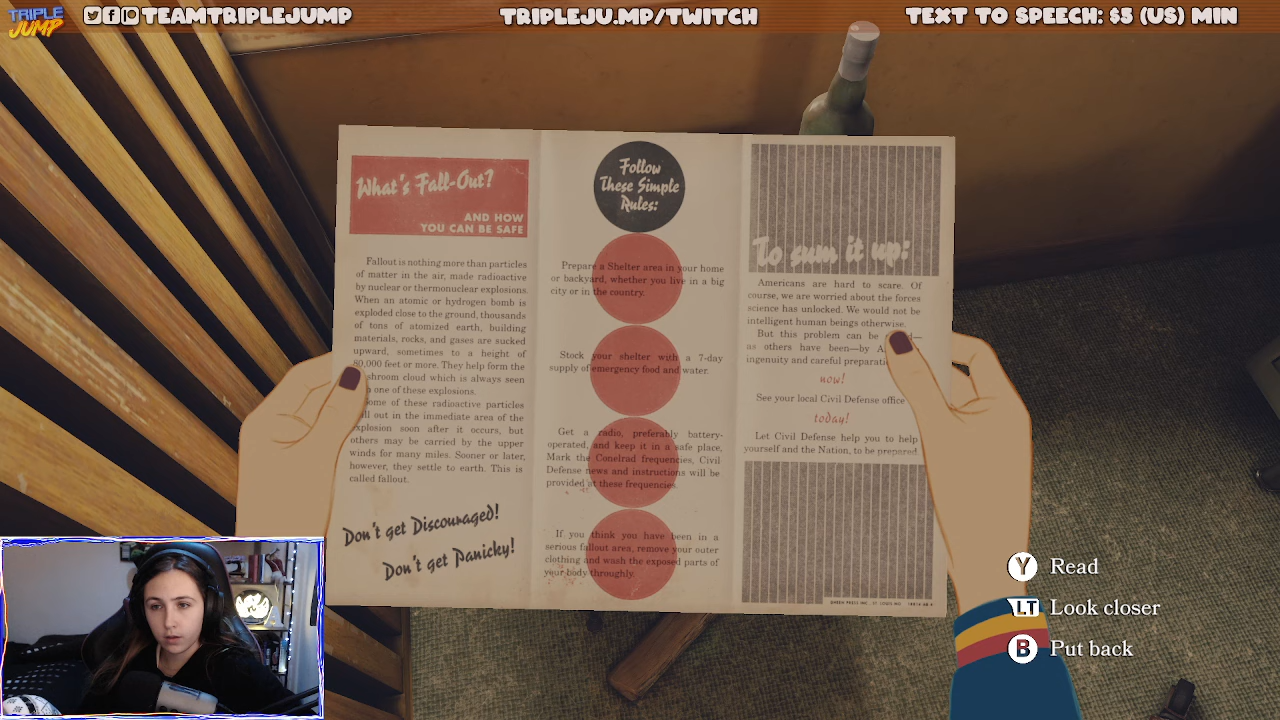 TRIPLE
JUMP
TEAMTRIPLEJUMP
TRIPLEJU.MP/TWITCH
TEXT TO SPEECH: $5 (US) MIN
What's Fall-Out?
AND HOW
YOU CAN BE SAFE
Fallout is nothing more than particles
of matter in the air, made radioactive
by nuclear or thermonuclear explosions.
When an atomic or hydrogen bomb is
exploded close to the ground, thousands
of tons of atomized earth, building
materials, rocks, and gases are sucked
upward, sometimes to a height of
80,000 feet or more. They help form the
mushroom cloud which is always seen
one of these explosions.
Some of these radioactive particles
out in the immediate area of the
explosion soon after it occurs, but
others may be carried by the upper
winds for many miles. Sooner or later,
however, they settle to earth. This is
called fallout.
Don't get Discouraged!
Don't get Panicky!
Follow
These Simple
Rules:
Prepare a Shelter area in your home
or backyard, whether you live in a big
city or in the country.
Stock your shelter with a 7-day
supply of emergency food and water.
Get a radio, preferably battery-
operated, and keep it in a safe place,
Mark the Conelrad frequencies, Civil
Defense news and instructions will be
provided at these frequencies.
If you think you have been in a
serious fallout area, remove your outer
clothing and wash the exposed parts of
your body throughly.
To sum it up:
Americans are hard to scare. Of
course, we are worried about the forces
science has unlocked. We would not be
intelligent human beings otherwise.
But this problem can be
as others have been—by
ingenuity and careful
now!
See your local Civil Defense office
today!
Let Civil Defense help you to help
yourself and the Nation, to be prepared.
Y Read
LT Look closer
B Put back